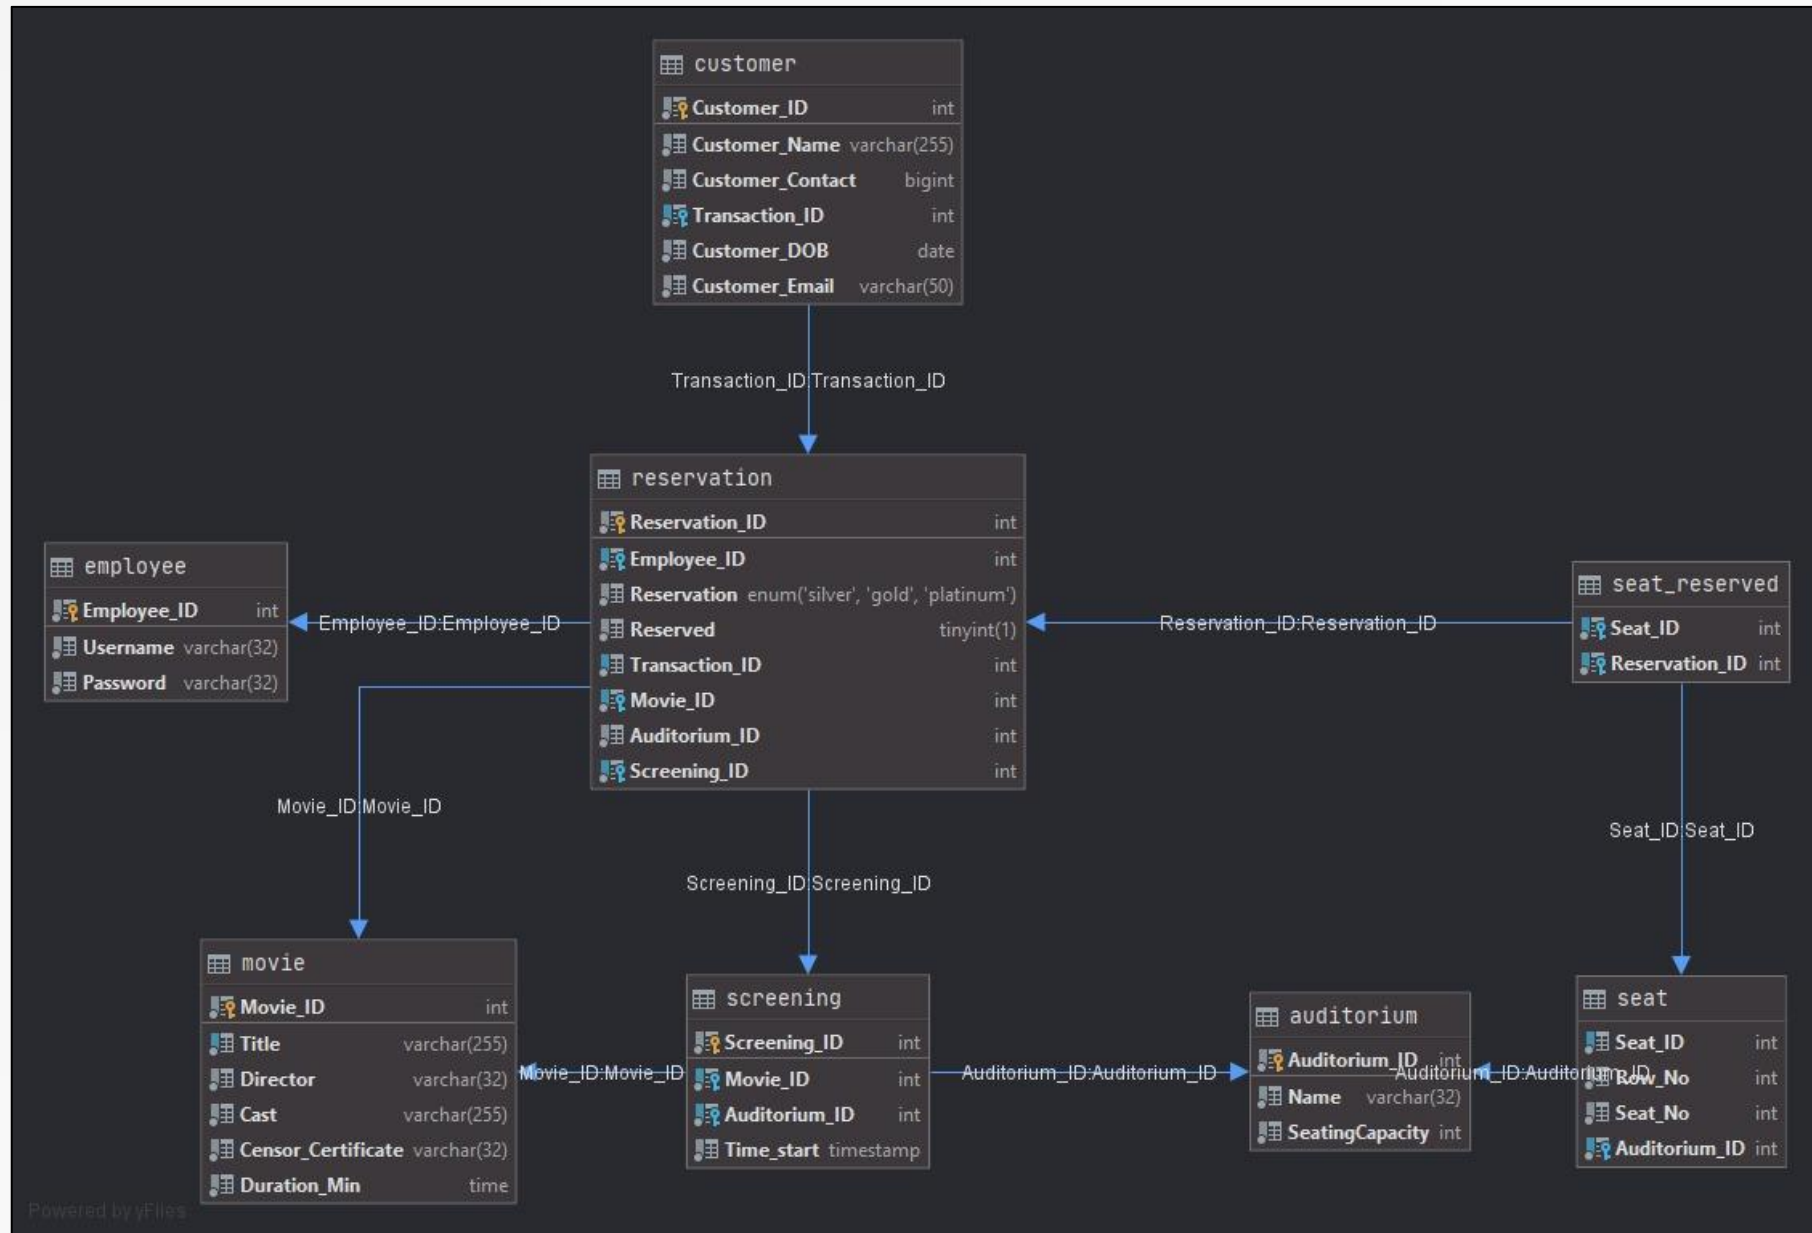 customer
Customer_ID int
Customer_Name varchar(255)
Customer_Contact bigint
Transaction_ID int
Customer_DOB date
Customer_Email varchar(50)
Transaction_ID:Transaction_ID
reservation
Reservation_ID int
Employee_ID int
Reservation enum('silver', 'gold', 'platinum')
Reserved tinyint(1)
Transaction_ID int
Movie_ID int
Auditorium_ID int
Screening_ID int
employee
Employee_ID int
Username varchar(32)
Password varchar(32)
Employee_ID:Employee_ID
Reservation_ID:Reservation_ID
seat_reserved
Seat_ID int
Reservation_ID int
Movie_ID:Movie_ID
Screening_ID:Screening_ID
Seat_ID:Seat_ID
movie
Movie_ID int
Title varchar(255)
Director varchar(32)
Cast varchar(255)
Censor_Certificate varchar(32)
Duration_Min time
Movie_ID:Movie_ID
screening
Screening_ID int
Movie_ID int
Auditorium_ID int
Time_start timestamp
Auditorium_ID:Auditorium_ID
auditorium
Auditorium_ID int
Name varchar(32)
SeatingCapacity int
Auditorium_ID:Auditorium_ID
seat
Seat_ID int
Row_No int
Seat_No int
Auditorium_ID int
Powered by yFiles